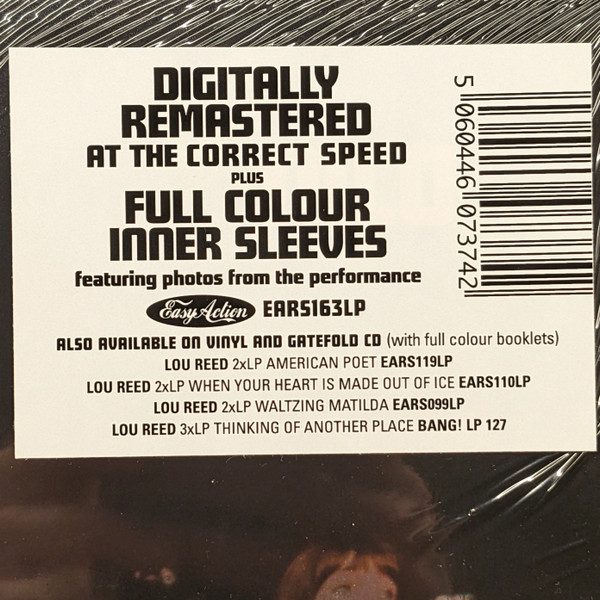 DIGITALLY
REMASTERED
AT THE CORRECT SPEED
PLUS
FULL COLOUR
INNER SLEEVES
featuring photos from the performance
Easy Action EARS163LP
ALSO AVAILABLE ON VINYL AND GATEFOLD CD (with full colour booklets)
LOU REED 2xLP AMERICAN POET EARS119LP
LOU REED 2xLP WHEN YOUR HEART IS MADE OUT OF ICE EARS110LP
LOU REED 2xLP WALTZING MATILDA EARS099LP
LOU REED 3xLP THINKING OF ANOTHER PLACE BANG! LP 127
5 060446 073742